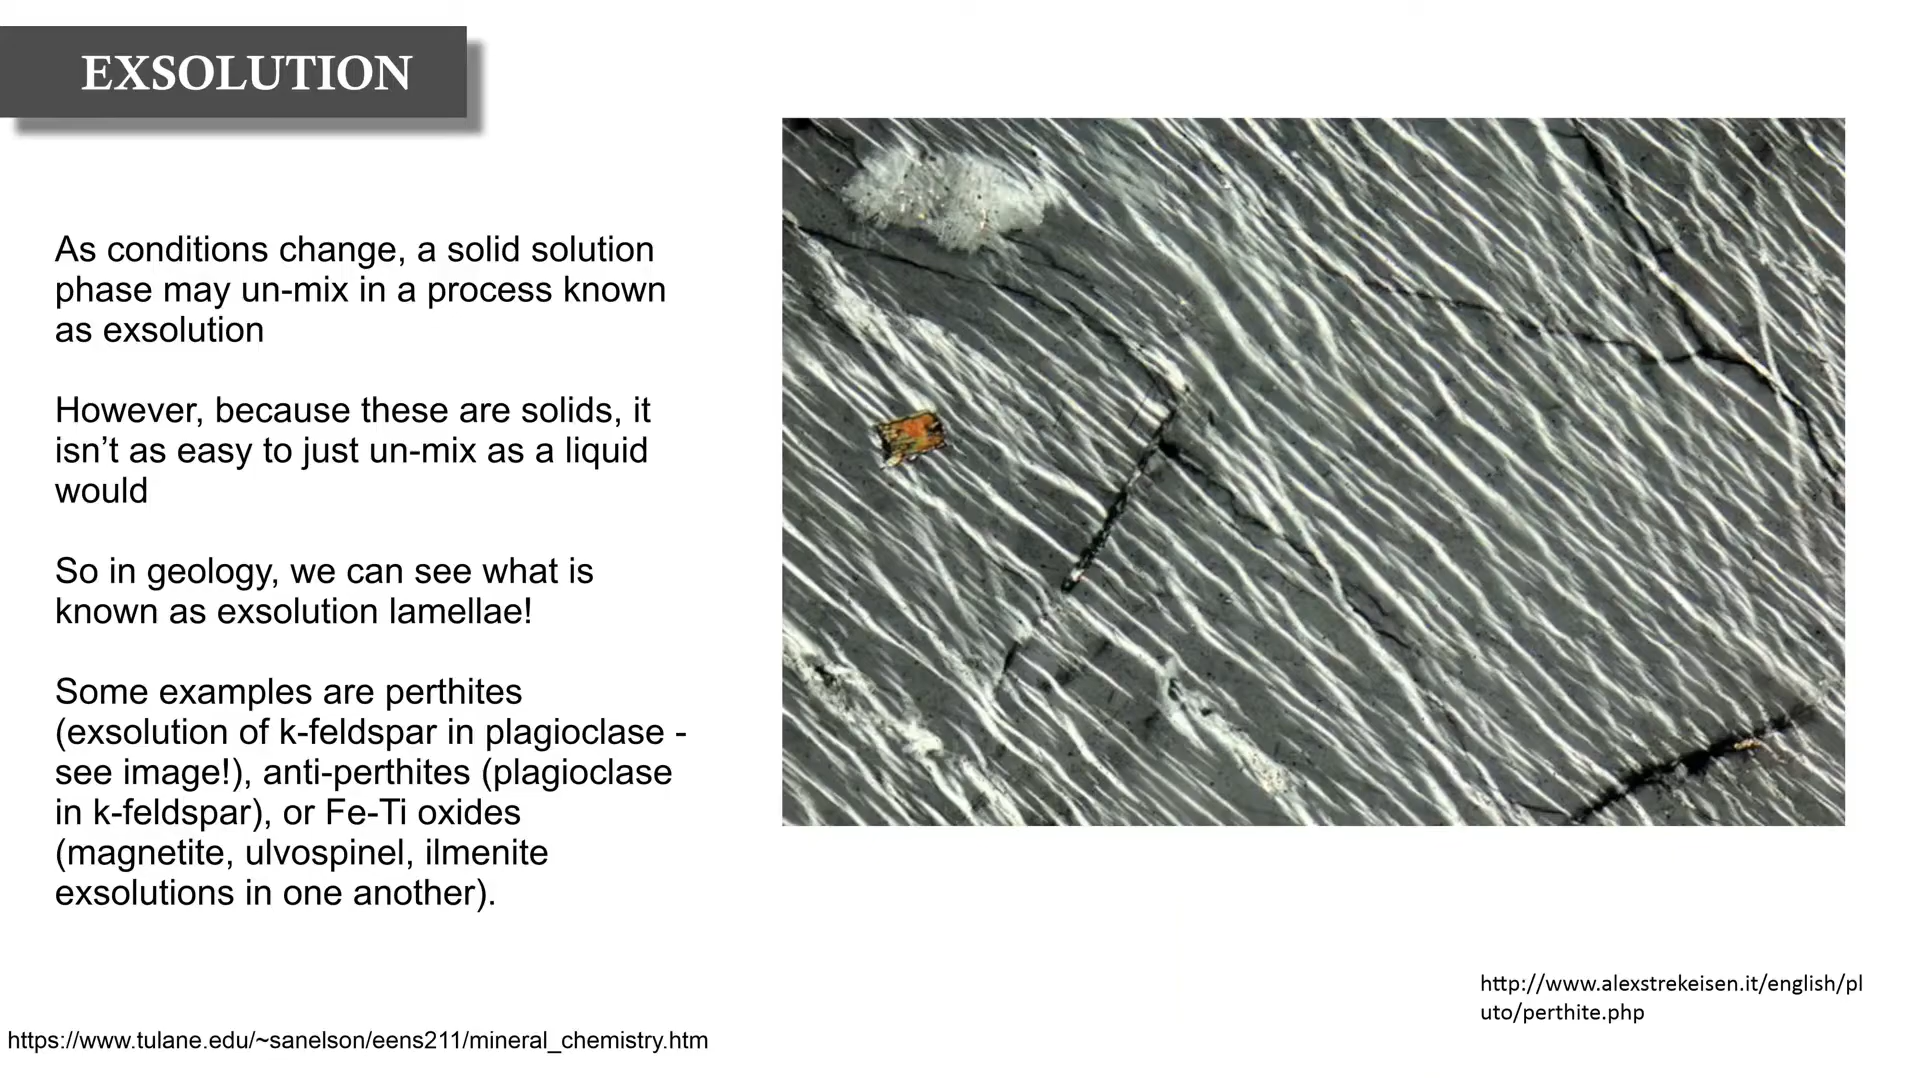 EXSOLUTION
As conditions change, a solid solution
phase may un-mix in a process known
as exsolution
However, because these are solids, it
isn’t as easy to just un-mix as a liquid
would
So in geology, we can see what is
known as exsolution lamellae!
Some examples are perthites
(exsolution of k-feldspar in plagioclase -
see image!), anti-perthites (plagioclase
in k-feldspar), or Fe-Ti oxides
(magnetite, ulvospinel, ilmenite
exsolutions in one another).
http://www.alexstrekeisen.it/english/pl
uto/perthite.php
https://www.tulane.edu/~sanelson/eens211/mineral_chemistry.htm